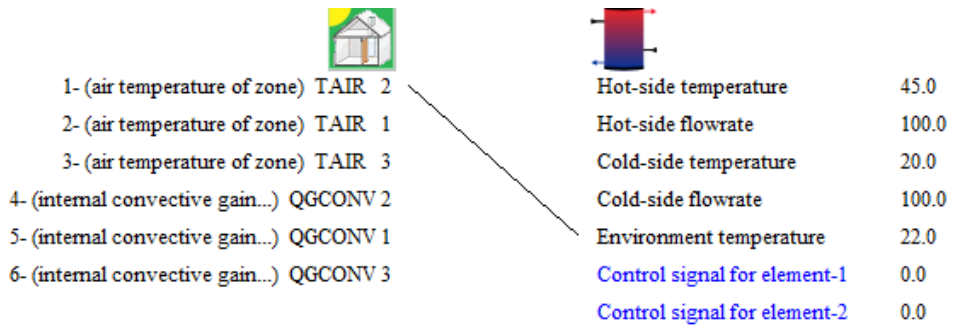 1- (air temperature of zone) TAIR 2
2- (air temperature of zone) TAIR 1
3- (air temperature of zone) TAIR 3
4- (internal convective gain...) QGCONV 2
5- (internal convective gain...) QGCONV 1
6- (internal convective gain...) QGCONV 3
Hot-side temperature 45.0
Hot-side flowrate 100.0
Cold-side temperature 20.0
Cold-side flowrate 100.0
Environment temperature 22.0
Control signal for element-1 0.0
Control signal for element-2 0.0